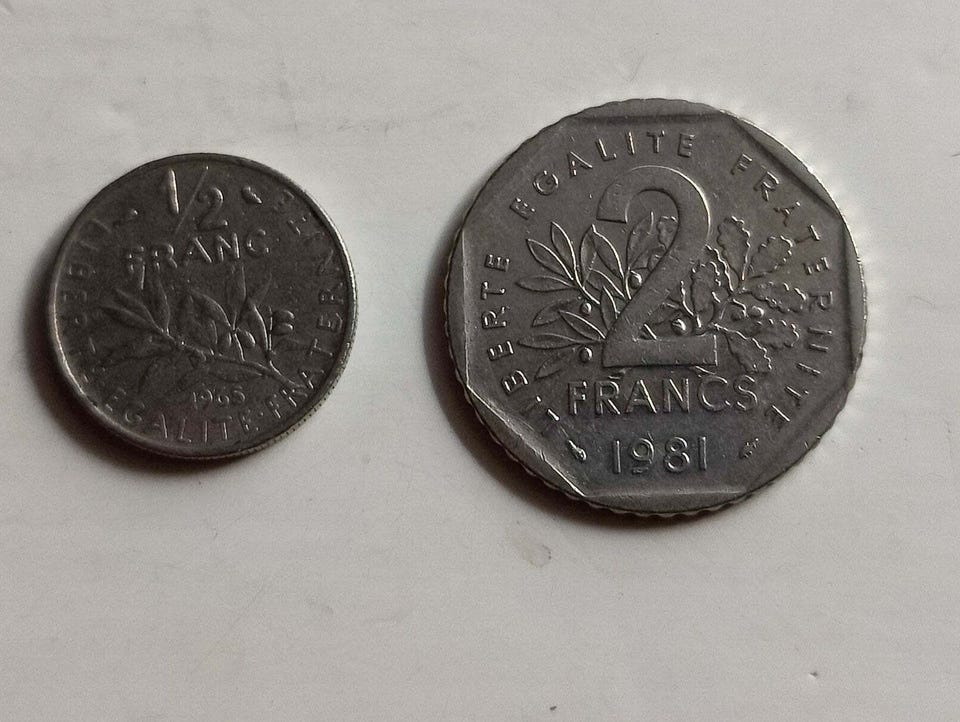 1/2
FRANC
1965
LIBERTE · EGALITE · FRATERNITE
LIBERTE EGALITE FRATERNITE
2
FRANCS
1981